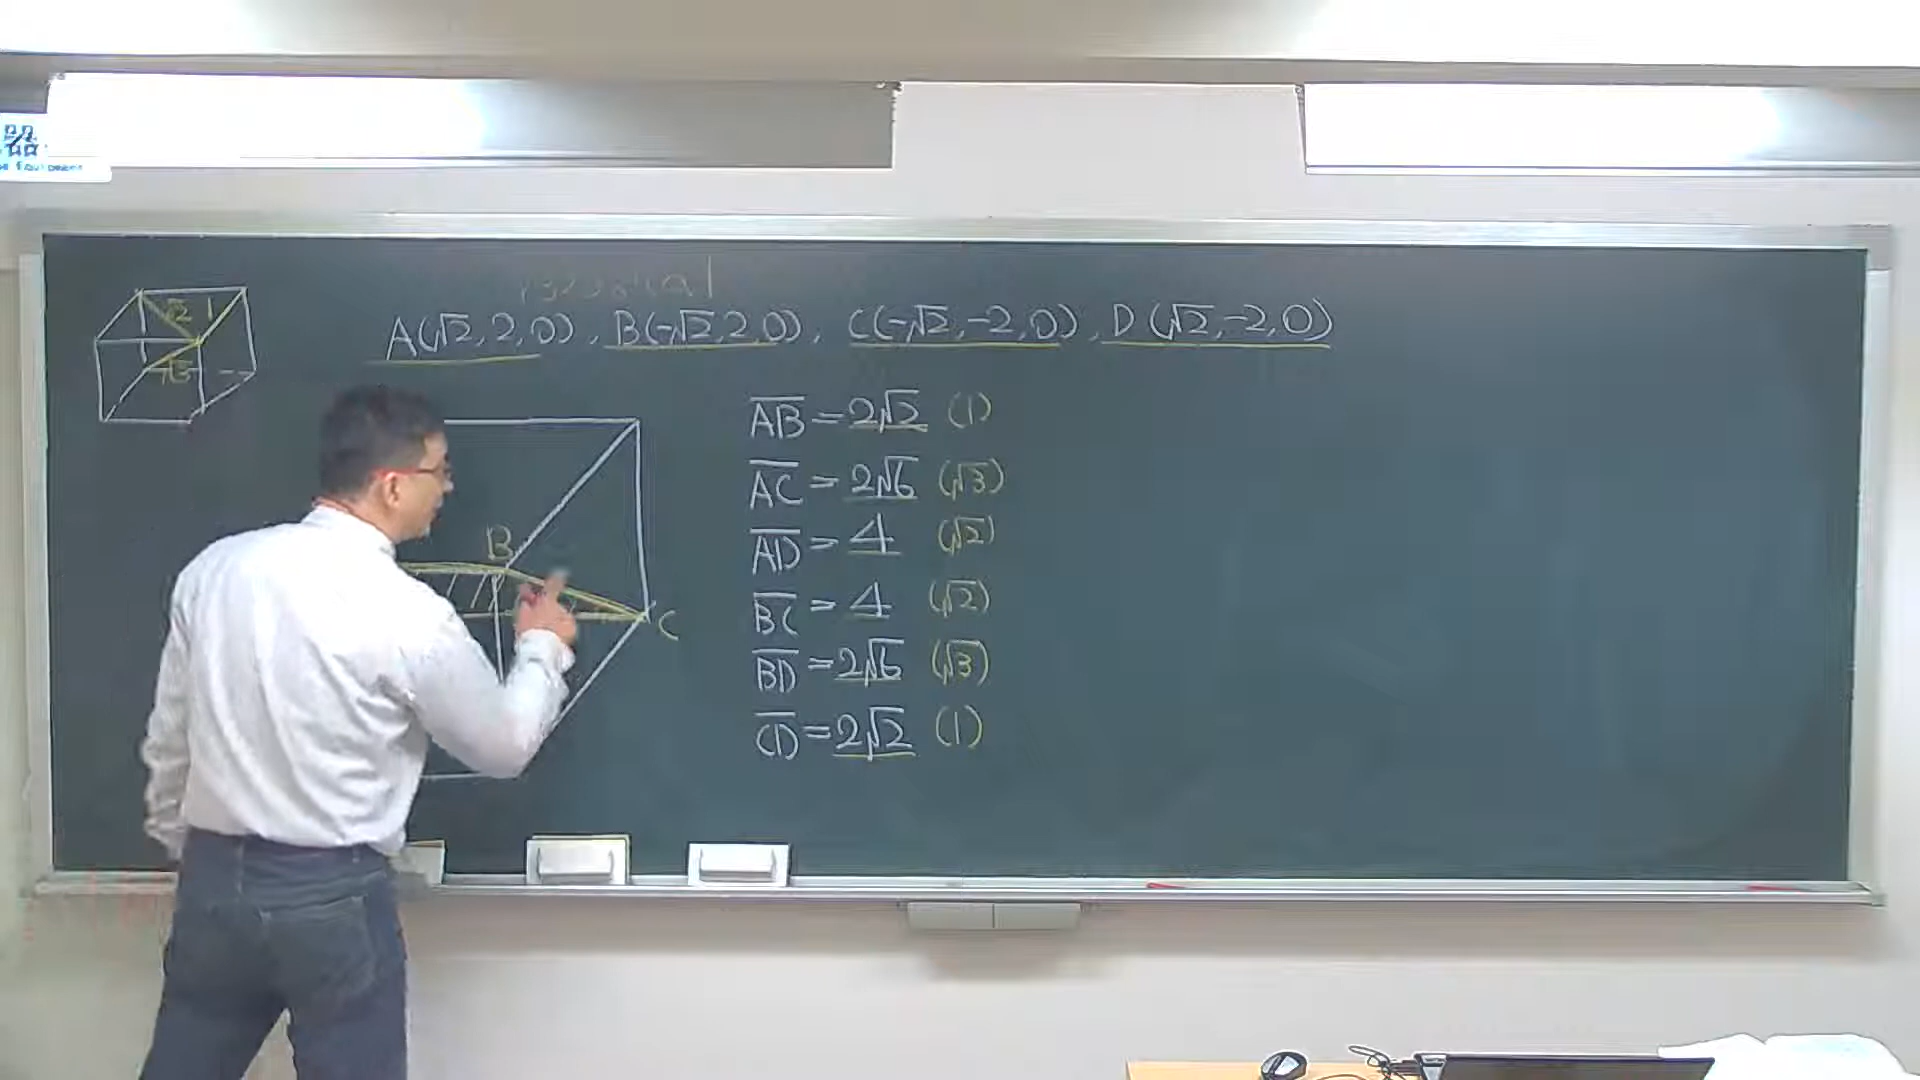 A(√2, 2, 0), B(-√2, 2, 0), C(-√2, -2, 0), D(√2, -2, 0)
√2 1
√3
AB = 2√2 (1)
AC = 2√6 (√3)
AD = 4 (√2)
B
BC = 4 (√2)
C
BD = 2√6 (√3)
CD = 2√2 (1)